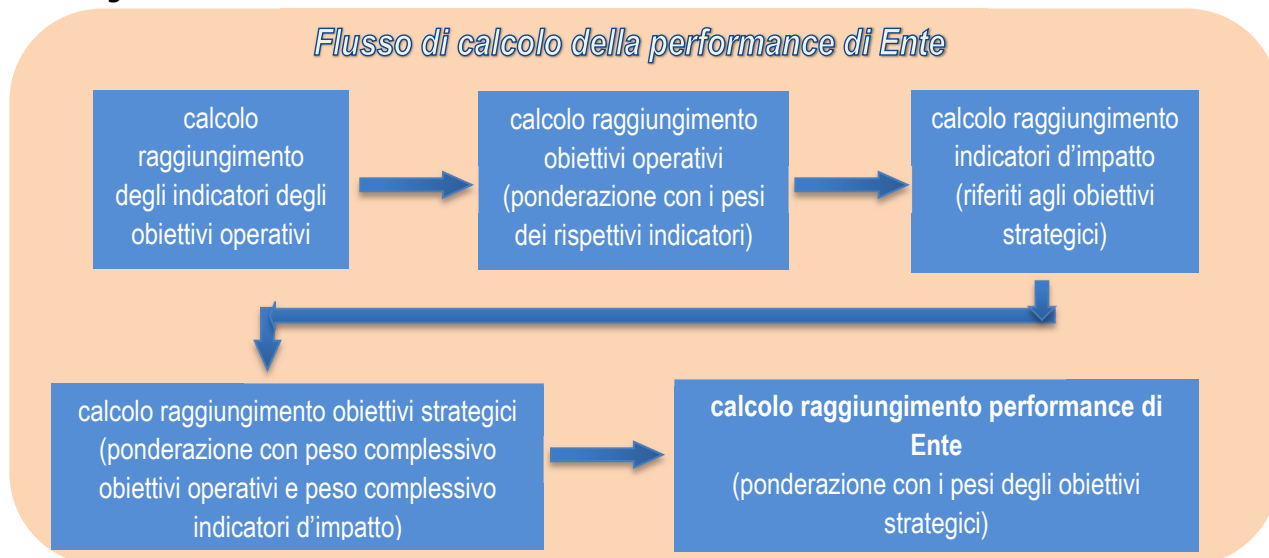 Flusso di calcolo della performance di Ente
calcolo
raggiungimento
degli indicatori degli
obiettivi operativi
calcolo raggiungimento
obiettivi operativi
(ponderazione con i pesi
dei rispettivi indicatori)
calcolo raggiungimento
indicatori d'impatto
(riferiti agli obiettivi
strategici)
calcolo raggiungimento obiettivi strategici
(ponderazione con peso complessivo
obiettivi operativi e peso complessivo
indicatori d'impatto)
calcolo raggiungimento performance di
Ente
(ponderazione con i pesi degli obiettivi
strategici)